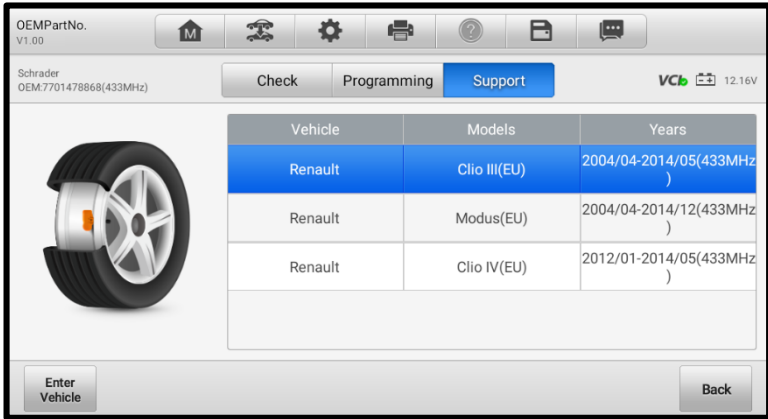 OEMPartNo.
V1.00
M
?
Schrader
OEM:7701478868(433MHz)
Check Programming Support
VCI 12.16V
Vehicle Models Years
Renault Clio III(EU) 2004/04-2014/05(433MHz
)
Renault Modus(EU) 2004/04-2014/12(433MHz
)
Renault Clio IV(EU) 2012/01-2014/05(433MHz
)
Enter
Vehicle
Back